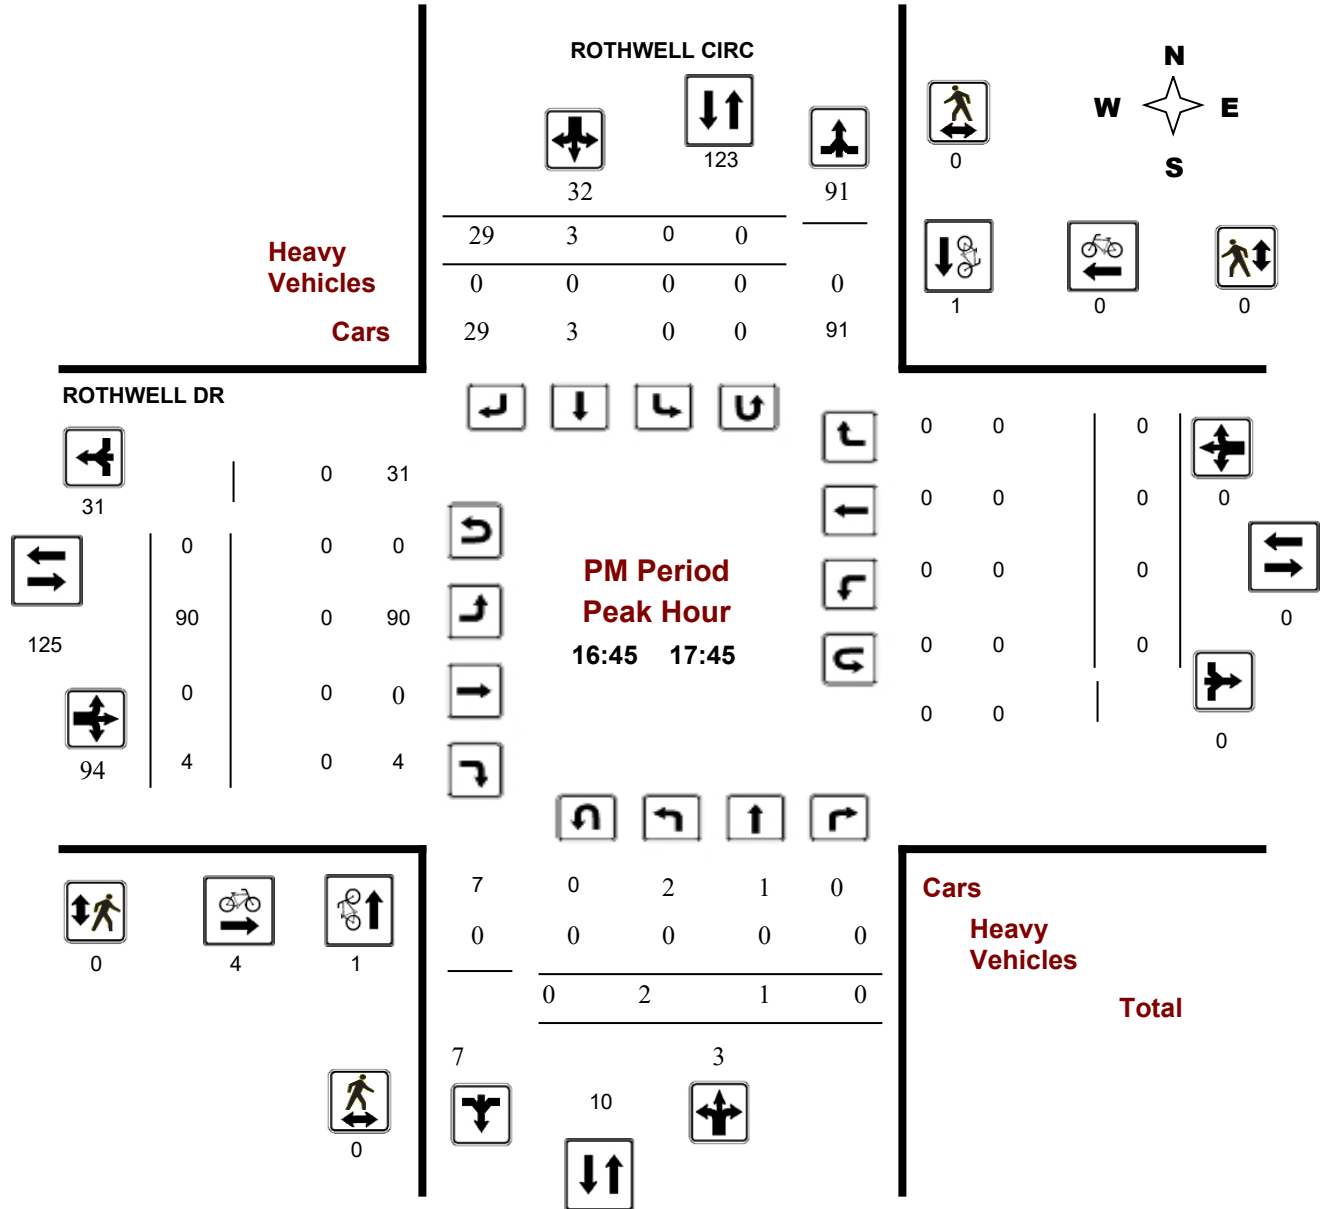 ROTHWELL CIRC
N
W E
S
123
0
32
91
29 3 0 0
Heavy
Vehicles
0 0 0 0 0
1 0 0
Cars
29 3 0 0 91
ROTHWELL DR
0 0 0
0 31
31
0 0 0
0
0 0 0
PM Period
0 0 0
Peak Hour
90 0 90
0
125
16:45 17:45
0 0 0
0 0 0
0 0
0
94
4 0 4
7 0 2 1 0
Cars
0 0 0 0 0
Heavy
Vehicles
0 4 1
0 2 1 0
Total
7 3
10
0